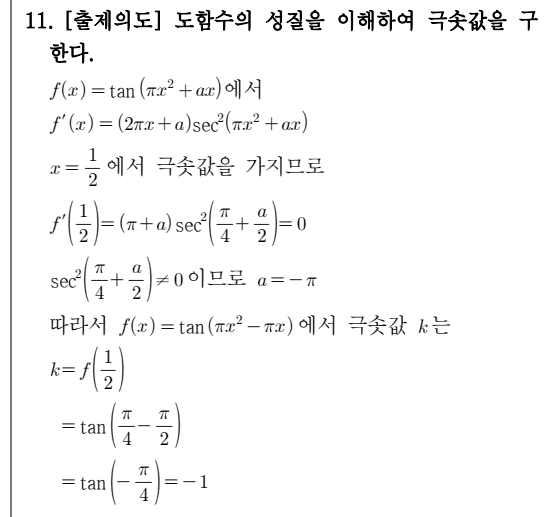 11. [출제의도] 도함수의 성질을 이해하여 극솟값을 구
한다.
f(x) = tan(πx² + ax)에서
f′(x) = (2πx + a)sec²(πx² + ax)
x = 1/2 에서 극솟값을 가지므로
f′(1/2) = (π + a) sec²(π/4 + a/2) = 0
sec²(π/4 + a/2) ≠ 0 이므로 a = −π
따라서 f(x) = tan(πx² − πx)에서 극솟값 k는
k = f(1/2)
= tan(π/4 − π/2)
= tan(−π/4) = −1